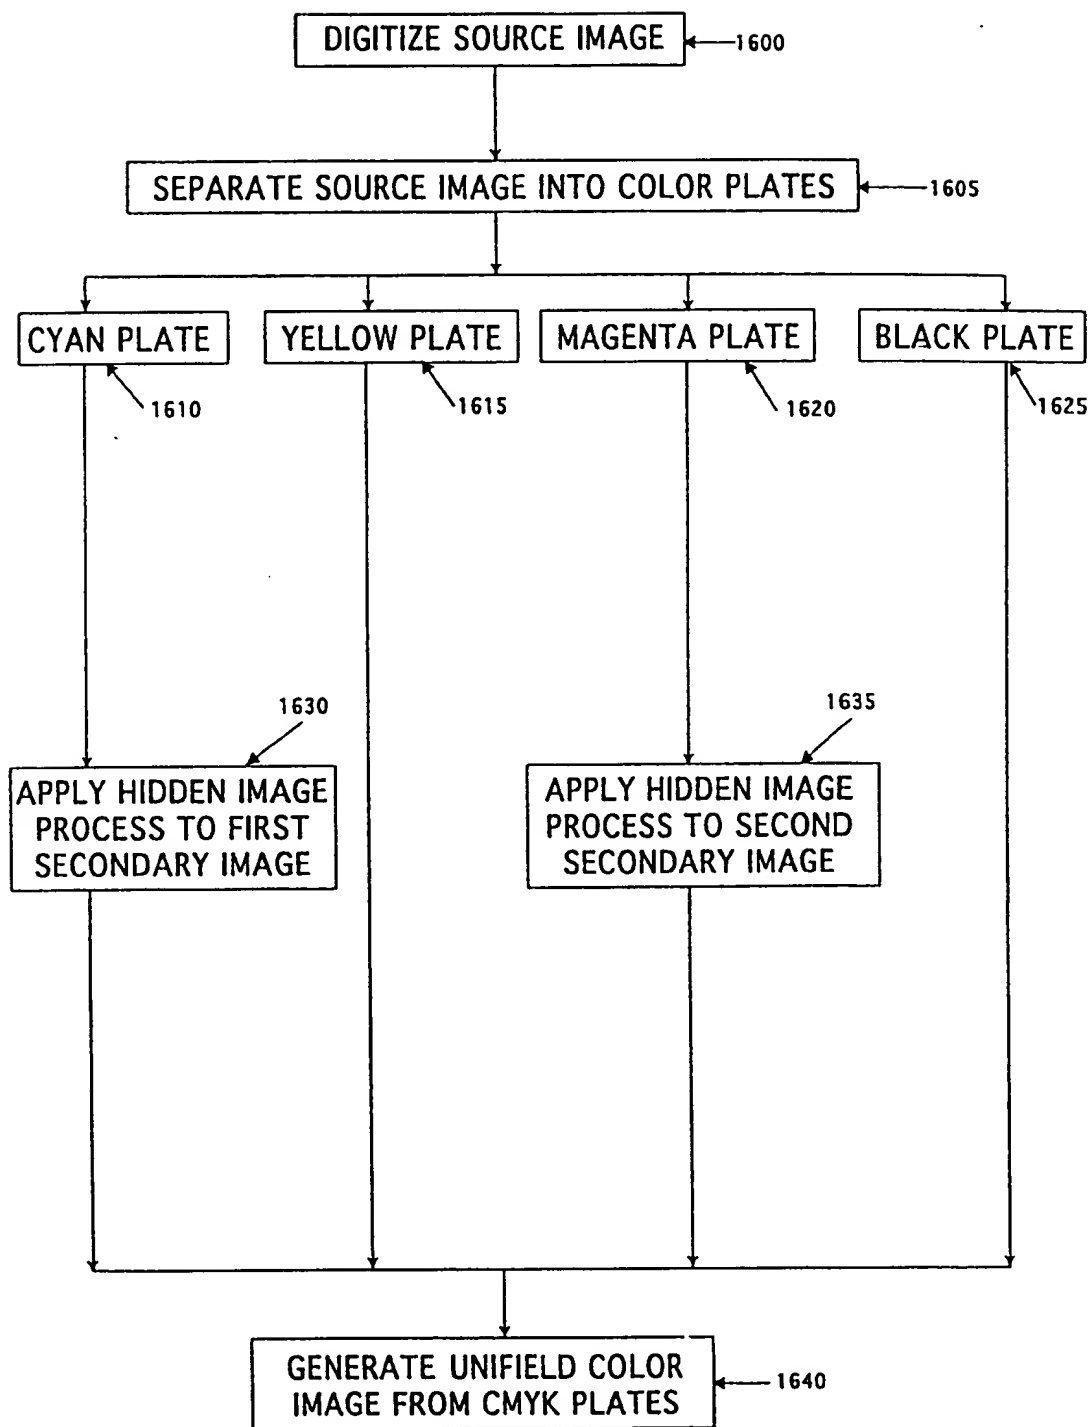 DIGITIZE SOURCE IMAGE
1600
SEPARATE SOURCE IMAGE INTO COLOR PLATES
1605
CYAN PLATE
YELLOW PLATE
MAGENTA PLATE
BLACK PLATE
1610
1615
1620
1625
1630
1635
APPLY HIDDEN IMAGE
PROCESS TO FIRST
SECONDARY IMAGE
APPLY HIDDEN IMAGE
PROCESS TO SECOND
SECONDARY IMAGE
GENERATE UNIFIELD COLOR
IMAGE FROM CMYK PLATES
1640